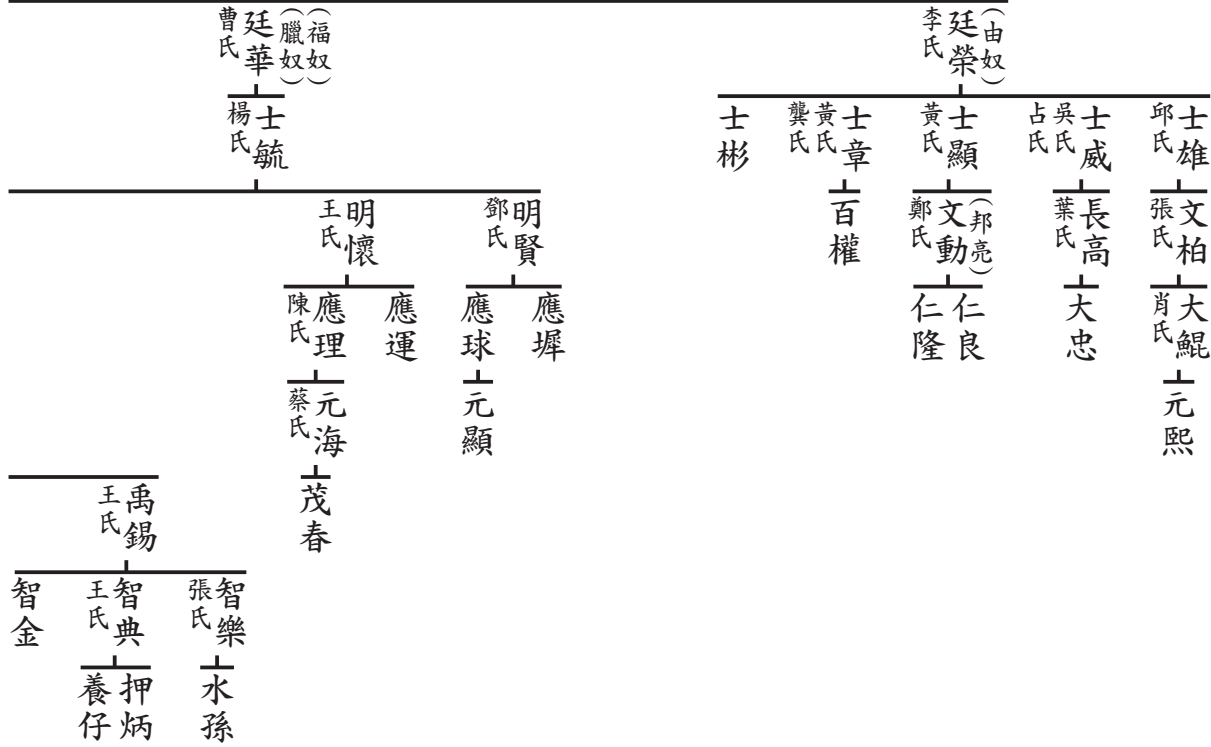 廷榮
(由奴)
李氏
廷華
(福奴)
(臘奴)
曹氏
士雄
邱氏
士威
吳氏
占氏
士顯
黃氏
士章
黃氏
龔氏
士彬
士毓
楊氏
文柏
張氏
長高
葉氏
文動
(邦亮)
鄭氏
百權
明賢
鄧氏
明懷
王氏
大鯤
肖氏
大忠
仁良
仁隆
應墀
應球
應運
應理
陳氏
元熙
元顯
元海
蔡氏
茂春
禹錫
王氏
智樂
張氏
智典
王氏
智金
水孫
押炳
養仔